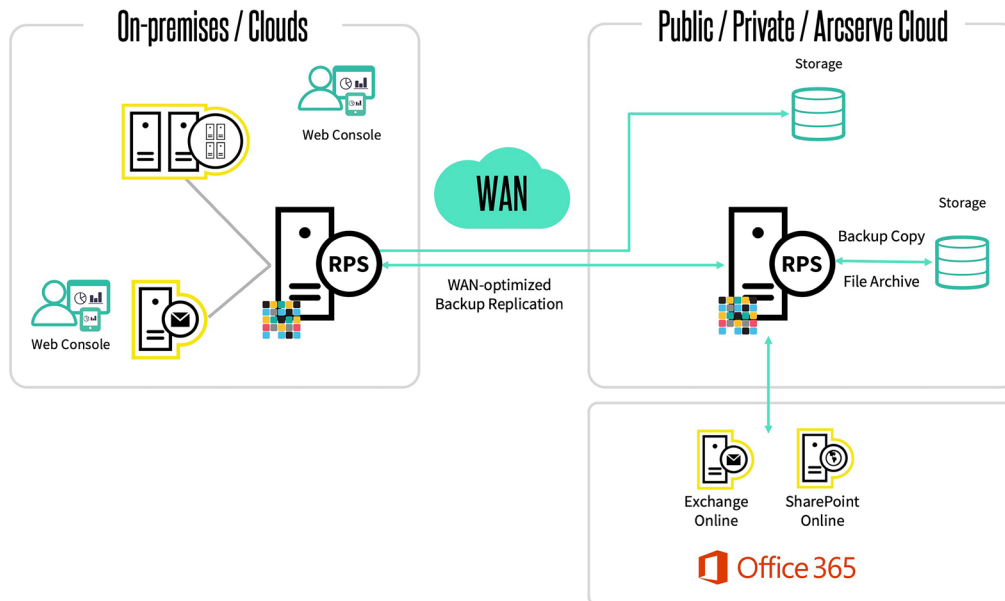 On-premises / Clouds
Web Console
RPS
Web Console
WAN
WAN-optimized
Backup Replication
Public / Private / Arcserve Cloud
Storage
Storage
RPS
Backup Copy
File Archive
Exchange
Online
SharePoint
Online
Office 365